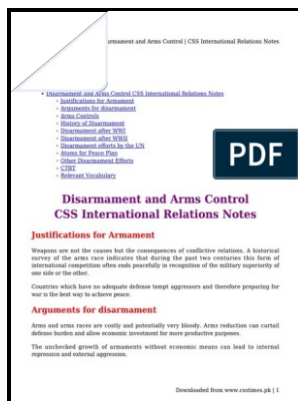 rmament and Arms Control | CSS International Relations Notes
Disarmament and Arms Control CSS International Relations Notes
Justifications for Armament
Arguments for disarmament
Arms Controls
History of Disarmament
Disarmament after WWI
Disarmament after WWII
Disarmament efforts by the UN
Atoms for Peace Plan
Other Disarmament Efforts
CTBT
Relevant Vocabulary
PDF
Disarmament and Arms Control
CSS International Relations Notes
Justifications for Armament
Weapons are not the causes but the consequences of conflictive relations. A historical
survey of the arms race indicates that during the past two centuries this form of
international competition often ends peacefully in recognition of the military superiority of
one side or the other.
Countries which have no adequate defense tempt aggressors and therefore preparing for
war is the best way to achieve peace.
Arguments for disarmament
Arms and arms races are costly and potentially very bloody. Arms reduction can curtail
defense burden and allow economic investment for more productive purposes.
The unchecked growth of armaments without economic means can lead to internal
repression and external aggression.
Downloaded from www.csstimes.pk | 1